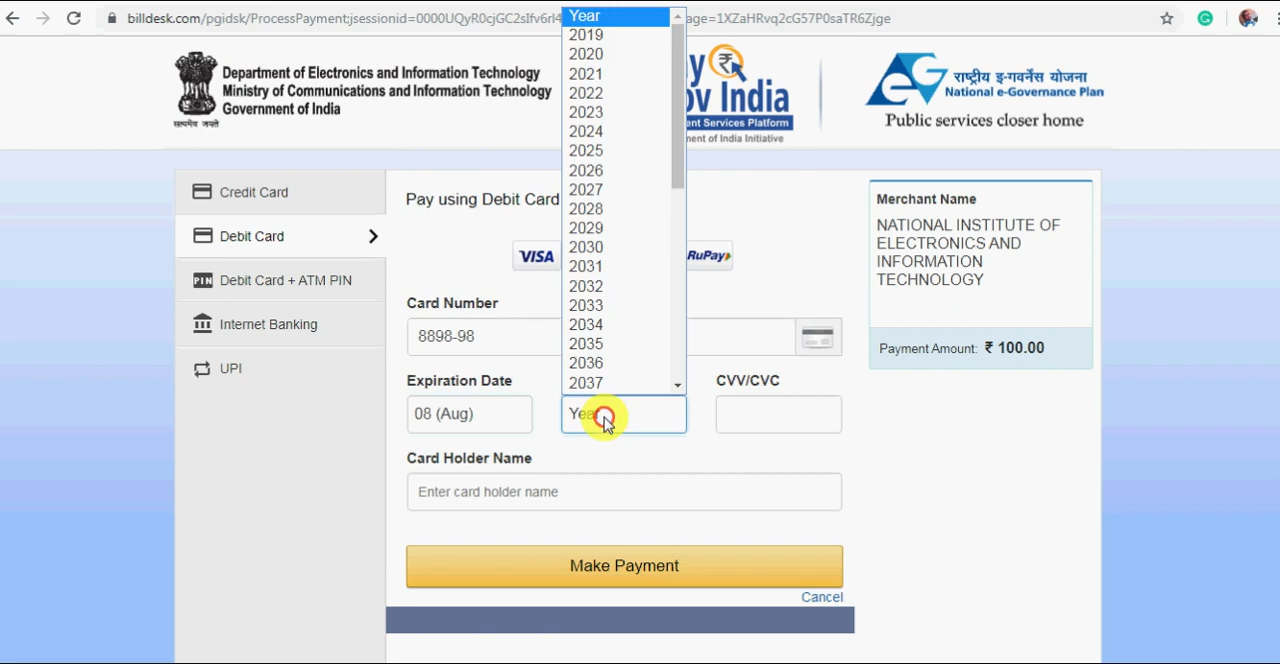 billdesk.com/pgidsk/ProcessPayment;jsessionid=0000UQyR0cjGC2sIfv6rl4
age=1XZaHRvq2cG57P0saTR6Zjge
Department of Electronics and Information Technology
Ministry of Communications and Information Technology
Government of India
सत्यमेव जयते
y
ov India
ent Services Platform
ment of India Initiative
राष्ट्रीय इ-गवर्नेंस योजना
National e-Governance Plan
Public services closer home
Credit Card
Debit Card
PIN Debit Card + ATM PIN
Internet Banking
UPI
Pay using Debit Card
VISA
RuPay
Card Number
8898-98
Expiration Date
08 (Aug)
Year
Year
2019
2020
2021
2022
2023
2024
2025
2026
2027
2028
2029
2030
2031
2032
2033
2034
2035
2036
2037
CVV/CVC
Card Holder Name
Enter card holder name
Make Payment
Cancel
Merchant Name
NATIONAL INSTITUTE OF
ELECTRONICS AND
INFORMATION
TECHNOLOGY
Payment Amount: ₹ 100.00